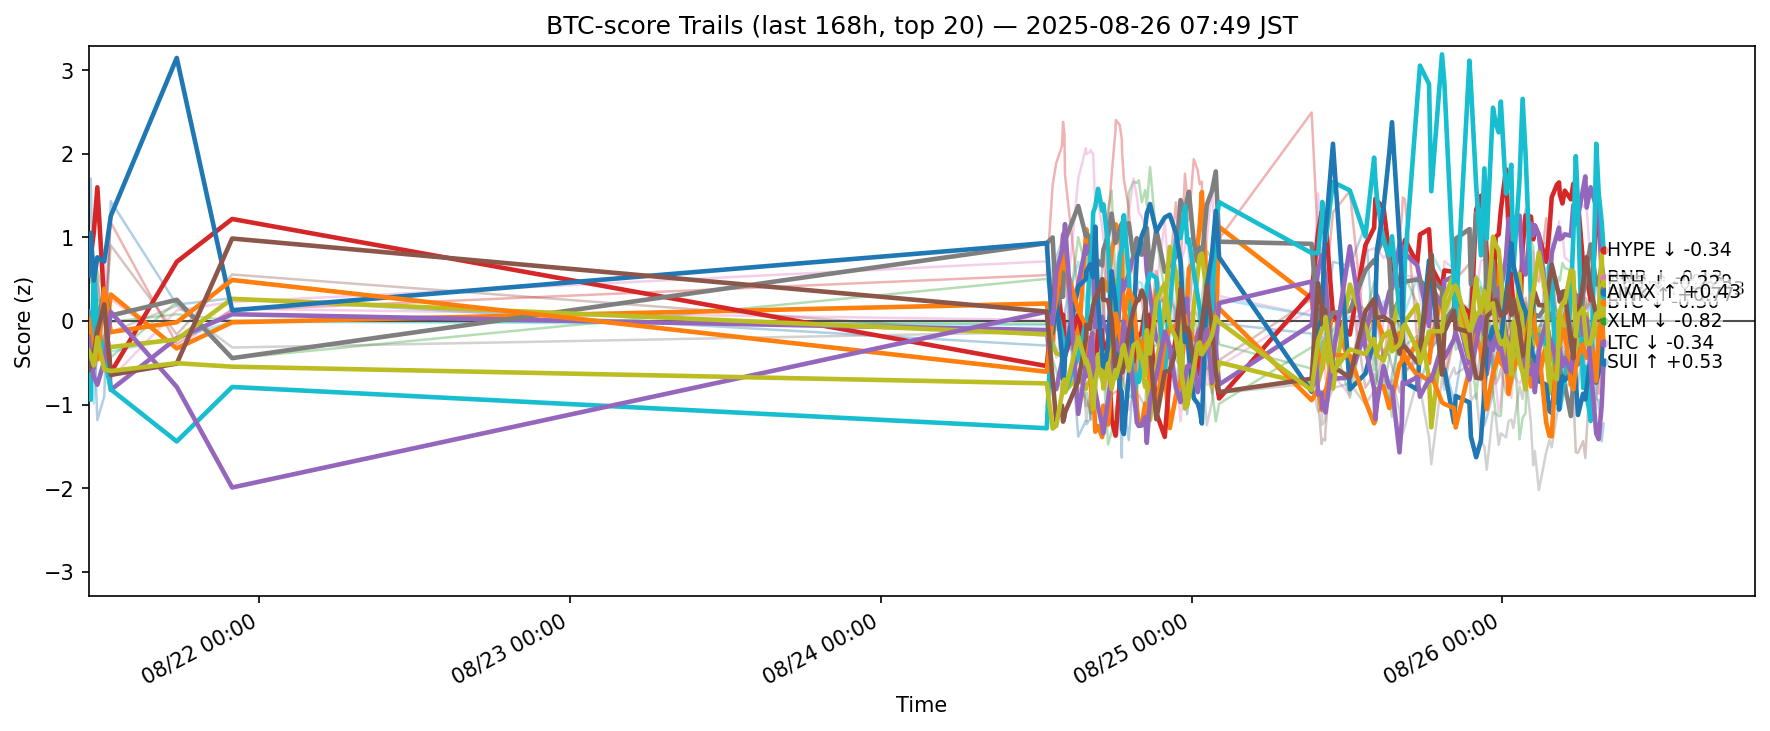 BTC-score Trails (last 168h, top 20) — 2025-08-26 07:49 JST
Score (z)
3
2
1
0
−1
−2
−3
HYPE ↓ -0.34
AVAX ↑ +0.43
XLM ↓ -0.82
LTC ↓ -0.34
SUI ↑ +0.53
08/22 00:00
08/23 00:00
08/24 00:00
08/25 00:00
08/26 00:00
Time